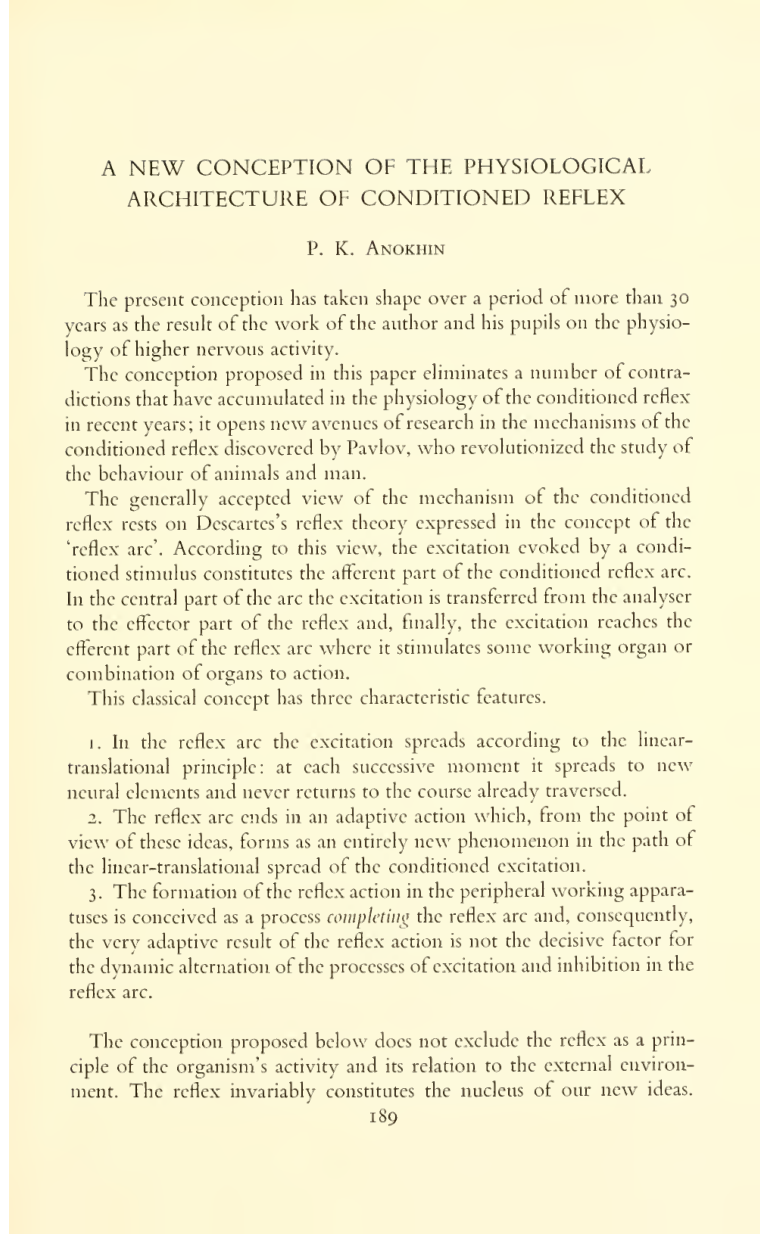 A NEW CONCEPTION OF THE PHYSIOLOGICAL
ARCHITECTURE OF CONDITIONED REFLEX
P. K. Anokhin
The present conception has taken shape over a period of more than 30
years as the result of the work of the author and his pupils on the physio-
logy of higher nervous activity.
The conception proposed in this paper eliminates a number of contra-
dictions that have accumulated in the physiology of the conditioned reflex
in recent years; it opens new avenues of research in the mechanisms of the
conditioned reflex discovered by Pavlov, who revolutionized the study of
the behaviour of animals and man.
The generally accepted view of the mechanism of the conditioned
reflex rests on Descartes's reflex theory expressed in the concept of the
'reflex arc'. According to this view, the excitation evoked by a condi-
tioned stimulus constitutes the afferent part of the conditioned reflex arc.
In the central part of the arc the excitation is transferred from the analyser
to the effector part of the reflex and, finally, the excitation reaches the
efferent part of the reflex arc where it stimulates some working organ or
combination of organs to action.
This classical concept has three characteristic features.
1. In the reflex arc the excitation spreads according to the linear-
translational principle: at each successive moment it spreads to new
neural elements and never returns to the course already traversed.
2. The reflex arc ends in an adaptive action which, from the point of
view of these ideas, forms as an entirely new phenomenon in the path of
the linear-translational spread of the conditioned excitation.
3. The formation of the reflex action in the peripheral working appara-
tuses is conceived as a process completing the reflex arc and, consequently,
the very adaptive result of the reflex action is not the decisive factor for
the dynamic alternation of the processes of excitation and inhibition in the
reflex arc.
The conception proposed below does not exclude the reflex as a prin-
ciple of the organism's activity and its relation to the external environ-
ment. The reflex invariably constitutes the nucleus of our new ideas.
189